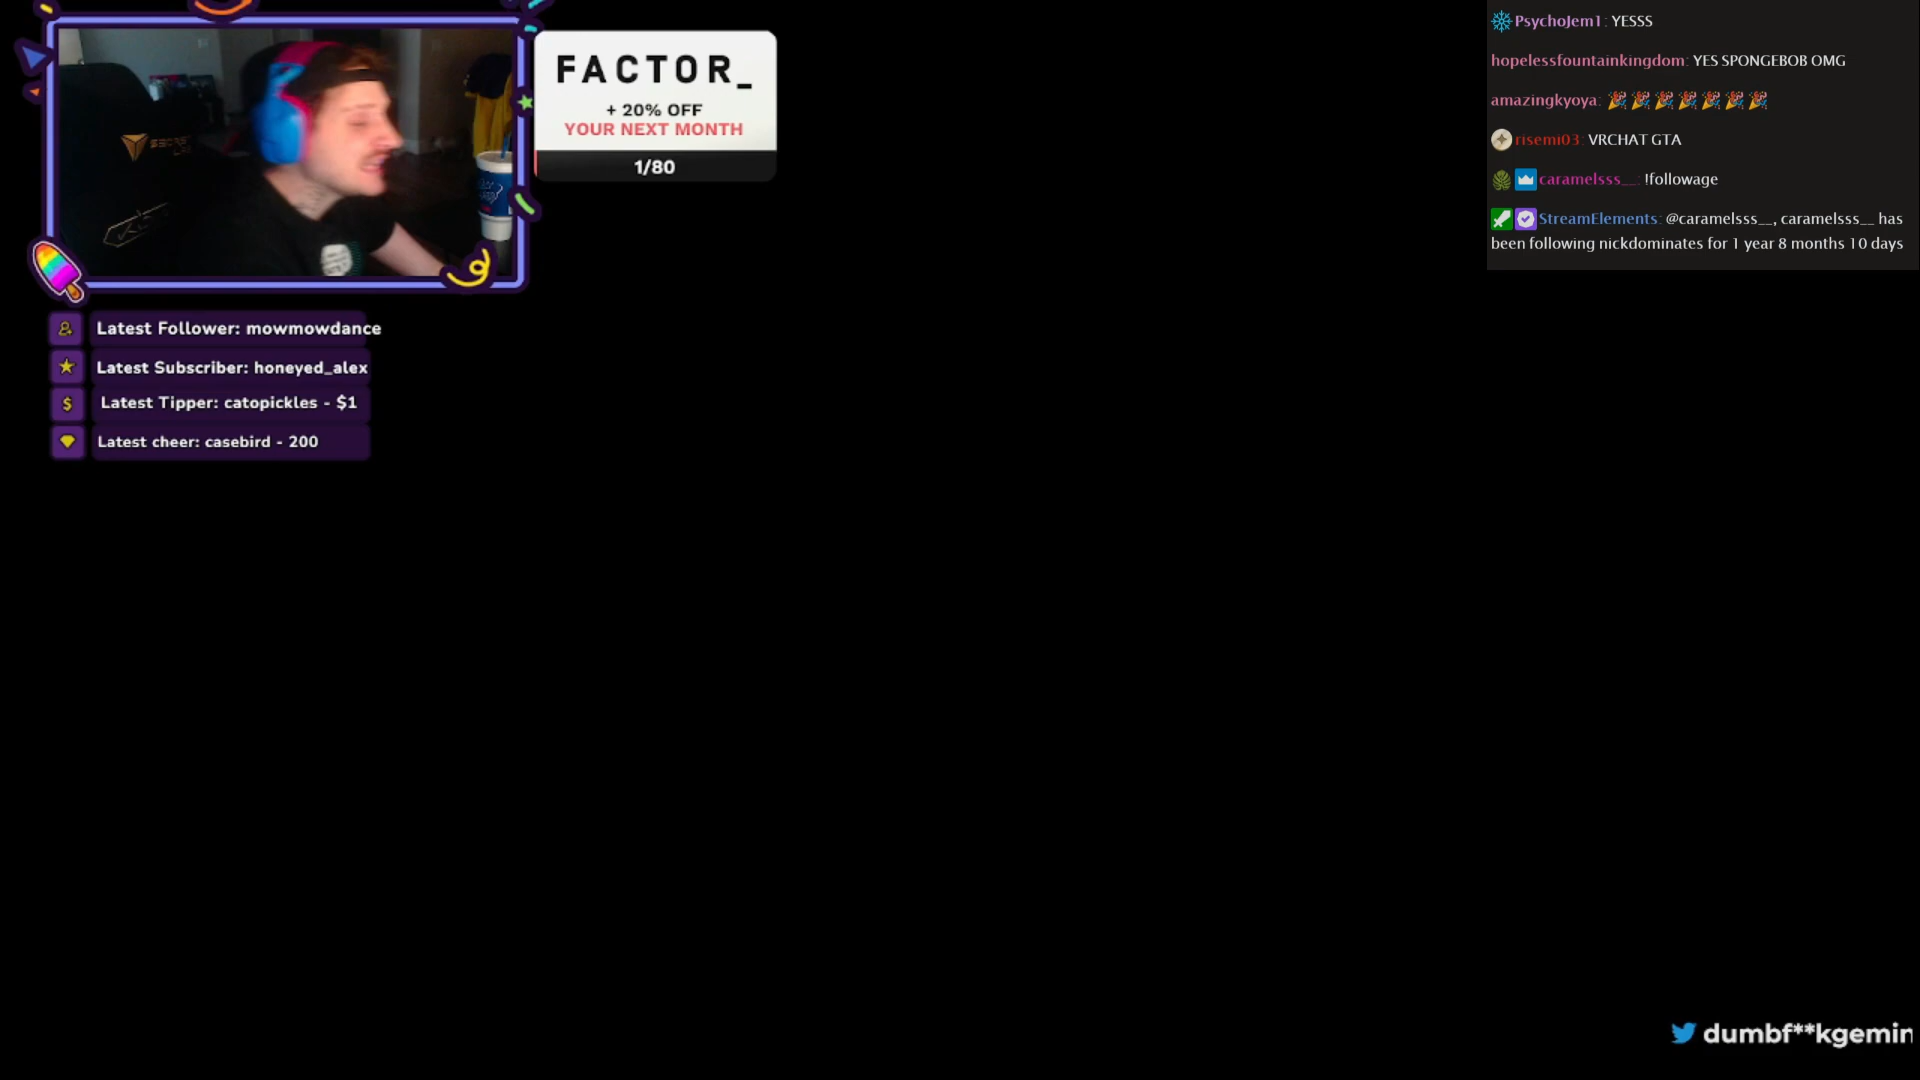 FACTOR_
+ 20% OFF
YOUR NEXT MONTH
1/80
Latest Follower: mowmowdance
Latest Subscriber: honeyed_alex
Latest Tipper: catopickles - $1
Latest cheer: casebird - 200
PsychoJem1: YESSS
hopelessfountainkingdom: YES SPONGEBOB OMG
amazingkyoya: 🎉 🎉 🎉 🎉 🎉 🎉 🎉
risemi03: VRCHAT GTA
caramelsss__: !followage
StreamElements: @caramelsss__, caramelsss__ has
been following nickdominates for 1 year 8 months 10 days
dumbf**kgemin